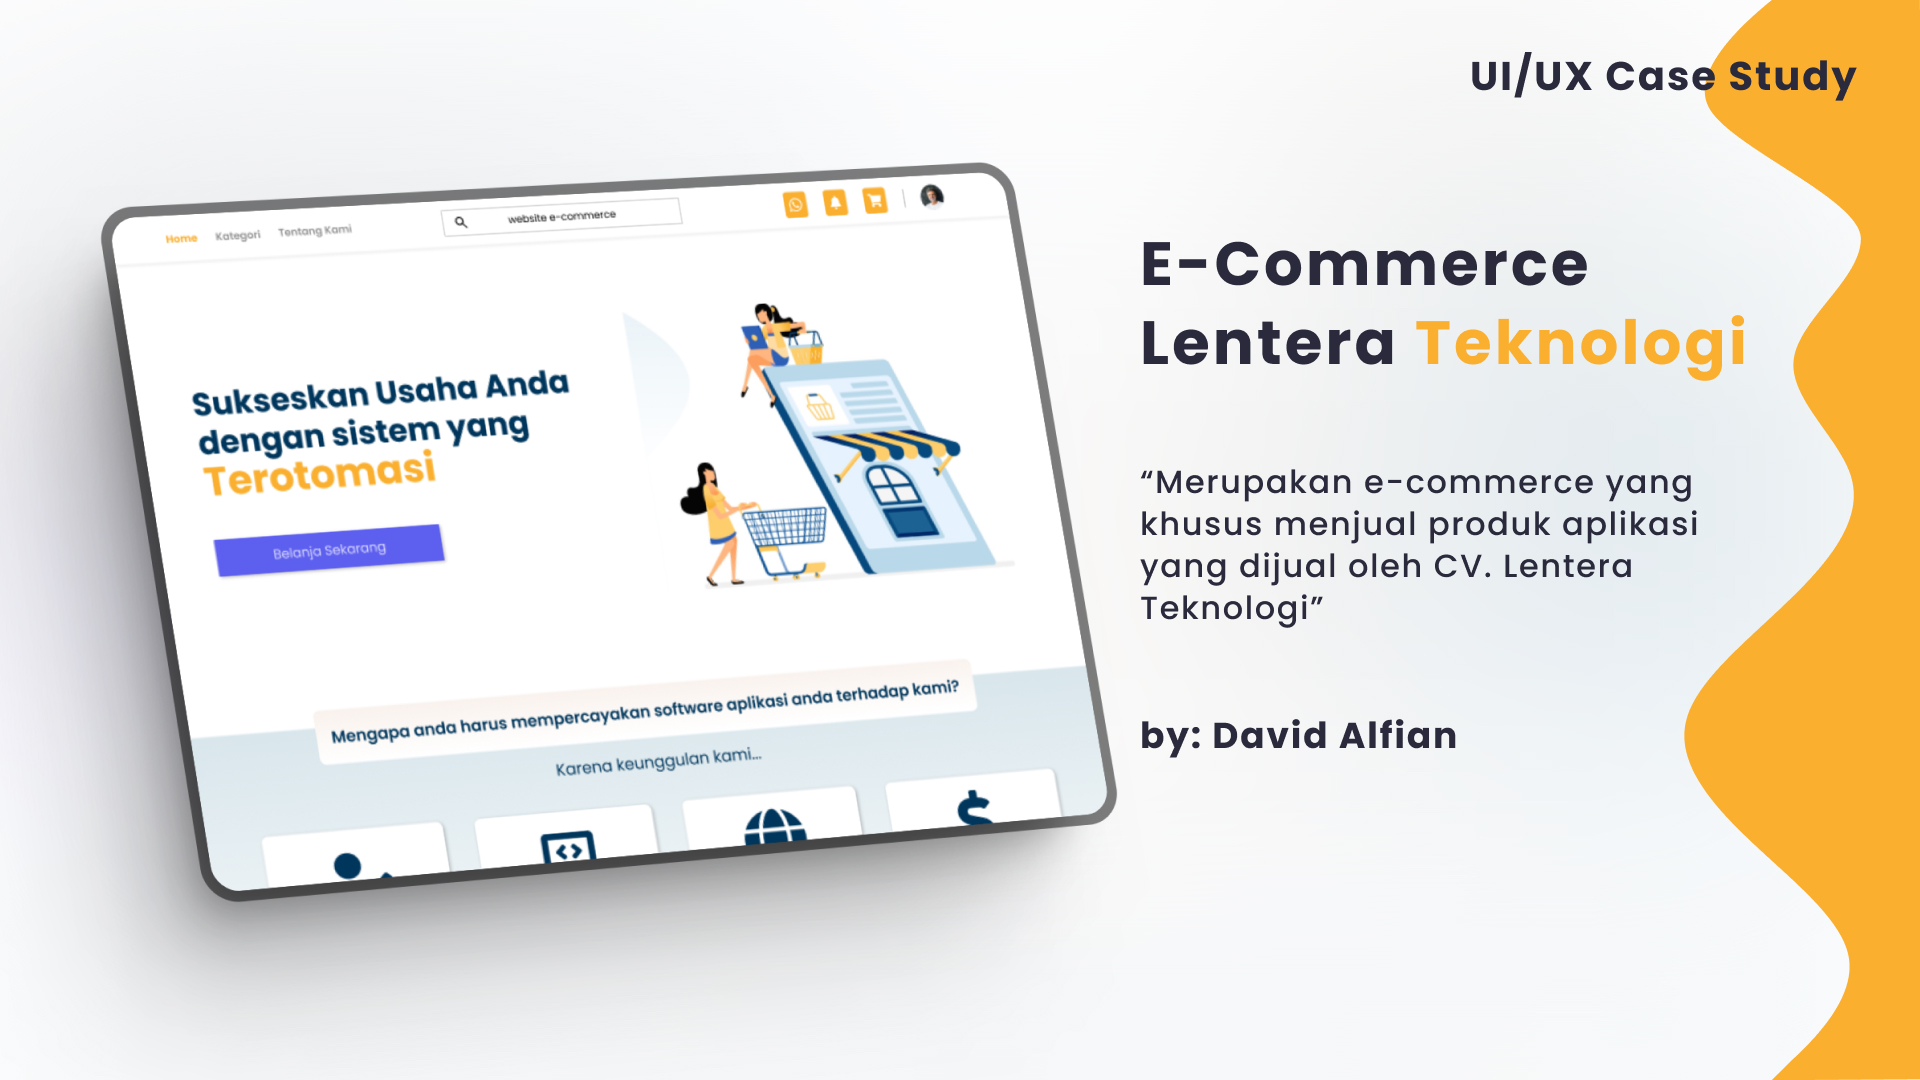 UI/UX Case Study
Home Kategori Tentang Kami
website e-commerce
Sukseskan Usaha Anda
dengan sistem yang
Terotomasi
Belanja Sekarang
Mengapa anda harus mempercayakan software aplikasi anda terhadap kami?
Karena keunggulan kami...
E-Commerce
Lentera Teknologi
“Merupakan e-commerce yang
khusus menjual produk aplikasi
yang dijual oleh CV. Lentera
Teknologi”
by: David Alfian